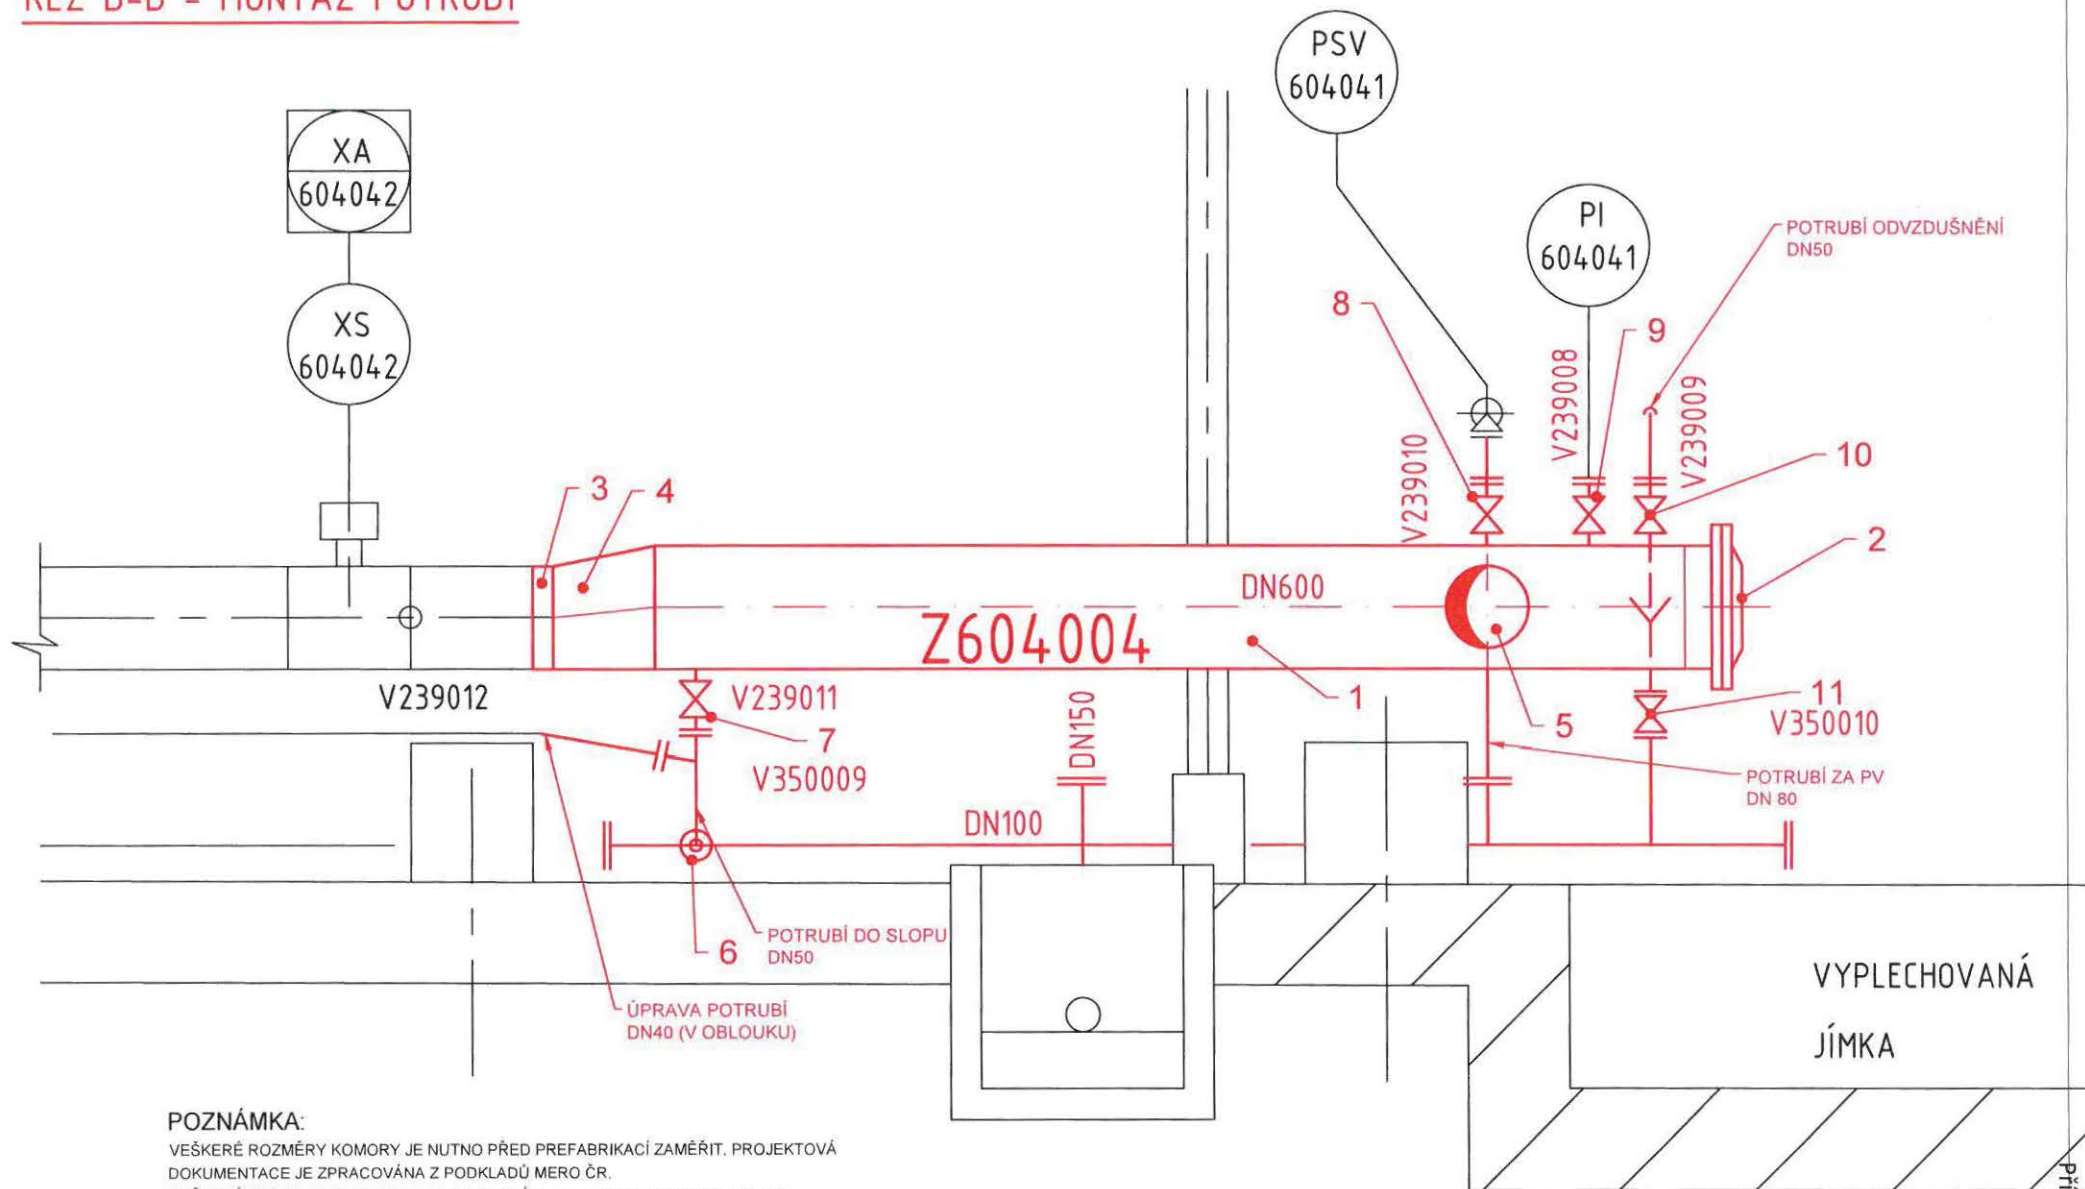 ŘEZ B-B - MONTÁŽ POTRUBÍ
PSV
604041
XA
604042
PI
604041
POTRUBÍ ODVZDUŠNĚNÍ
DN50
XS
604042
8
9
V239008
V239009
V239010
10
3
4
2
DN600
Z604004
V239012
V239011
7
V350009
DN150
1
5
11
V350010
POTRUBÍ ZA PV
DN 80
DN100
6
POTRUBÍ DO SLOPU
DN50
ÚPRAVA POTRUBÍ
DN40 (V OBLOUKU)
VYPLECHOVANÁ
JÍMKA
POZNÁMKA:
VEŠKERÉ ROZMĚRY KOMORY JE NUTNO PŘED PREFABRIKACÍ ZAMĚŘIT. PROJEKTOVÁ
DOKUMENTACE JE ZPRACOVÁNA Z PODKLADŮ MERO ČR.